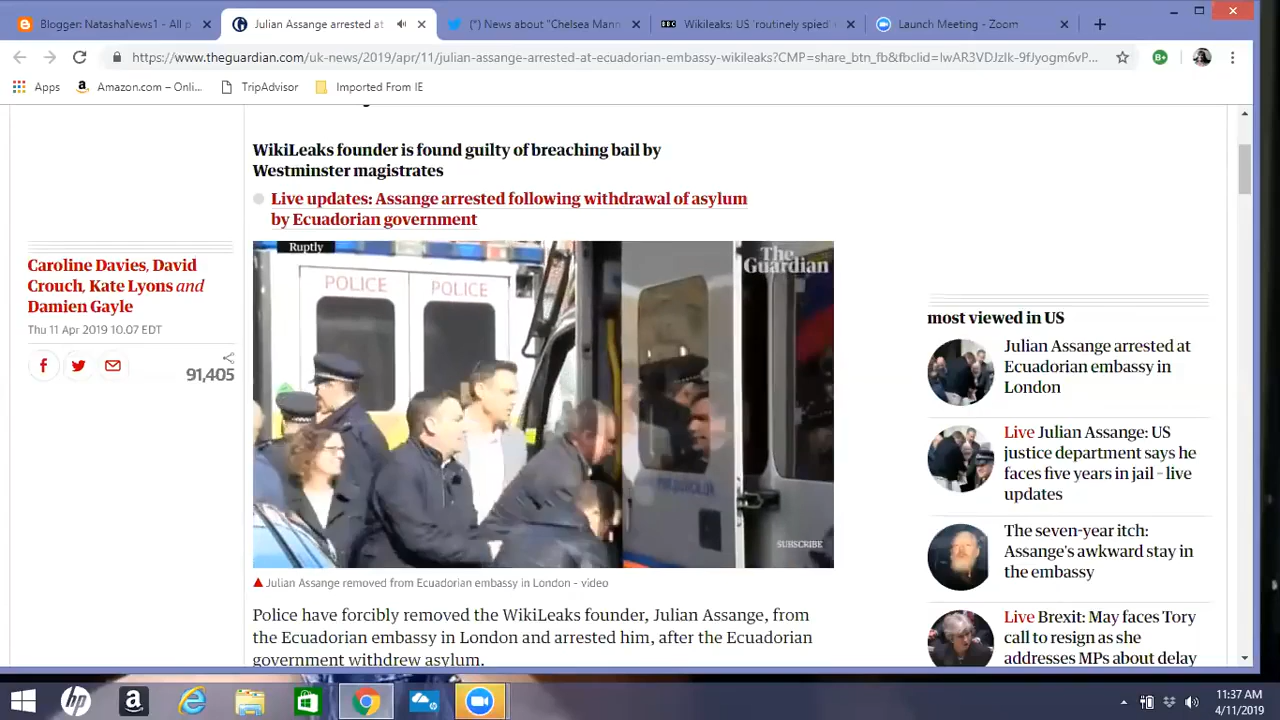 Blogger: NatashaNews1 - All p
Julian Assange arrested at
(*) News about "Chelsea Mann
BBC
Wikileaks: US 'routinely spied'
Launch Meeting - Zoom
https://www.theguardian.com/uk-news/2019/apr/11/julian-assange-arrested-at-ecuadorian-embassy-wikileaks?CMP=share_btn_fb&fbclid=IwAR3VDJzIk-9fJyogm6vP...
Apps
Amazon.com – Onli...
TripAdvisor
Imported From IE
WikiLeaks founder is found guilty of breaching bail by
Westminster magistrates
Live updates: Assange arrested following withdrawal of asylum
by Ecuadorian government
Caroline Davies, David
Crouch, Kate Lyons and
Damien Gayle
Thu 11 Apr 2019 10.07 EDT
91,405
Ruptly
The
Guardian
POLICE
POLICE
SUBSCRIBE
Julian Assange removed from Ecuadorian embassy in London - video
Police have forcibly removed the WikiLeaks founder, Julian Assange, from
the Ecuadorian embassy in London and arrested him, after the Ecuadorian
government withdrew asylum.
most viewed in US
Julian Assange arrested at
Ecuadorian embassy in
London
Live Julian Assange: US
justice department says he
faces five years in jail – live
updates
The seven-year itch:
Assange's awkward stay in
the embassy
Live Brexit: May faces Tory
call to resign as she
addresses MPs about delay
hp
a
11:37 AM
4/11/2019